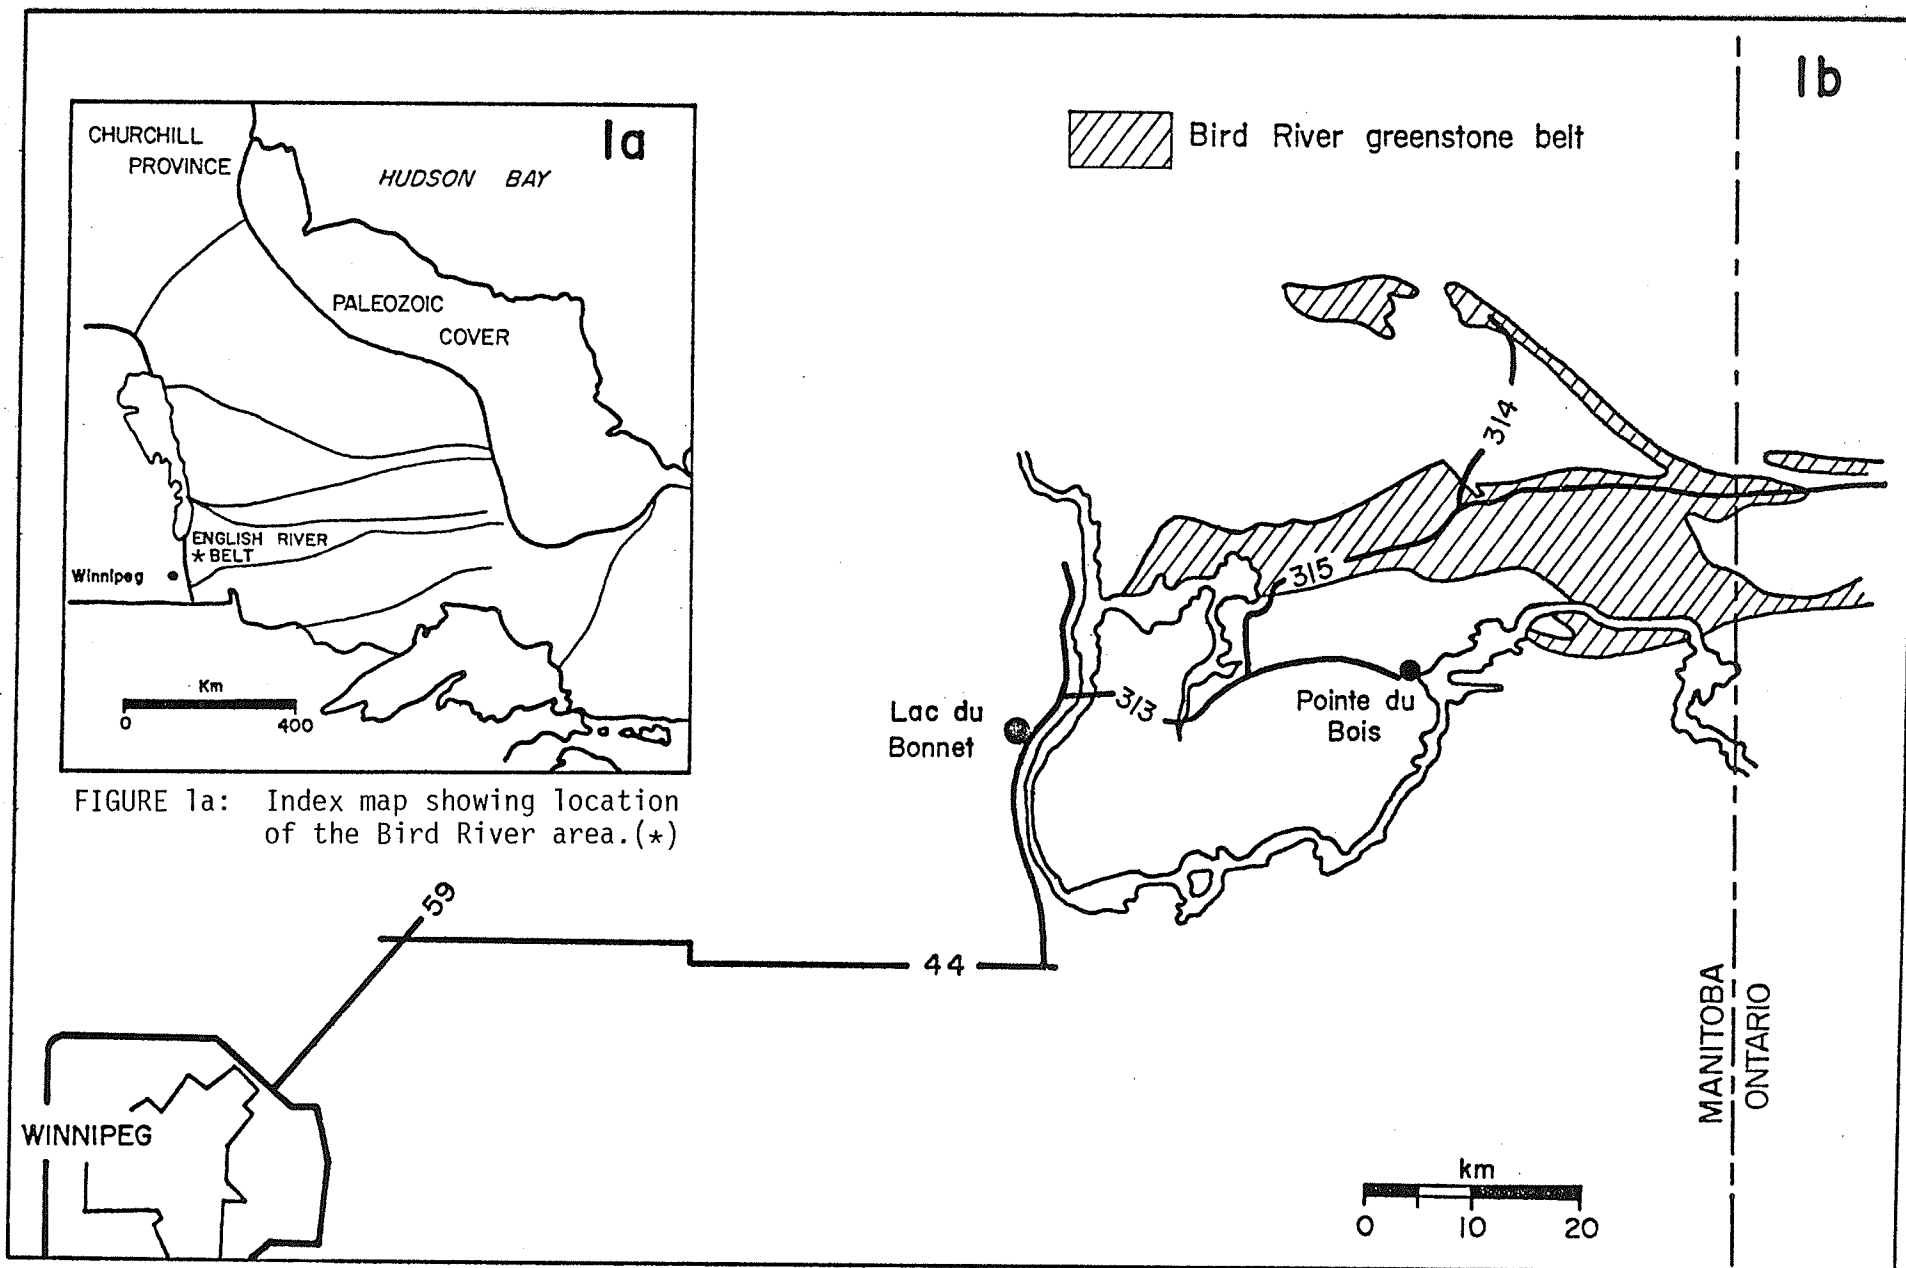 1b
1a
CHURCHILL
PROVINCE
HUDSON BAY
PALEOZOIC
COVER
ENGLISH RIVER
* BELT
Winnipeg
Km
0 400
FIGURE 1a: Index map showing location
of the Bird River area.(*)
Bird River greenstone belt
314
315
313
Lac du
Bonnet
Pointe du
Bois
59
44
WINNIPEG
MANITOBA
ONTARIO
km
0 10 20